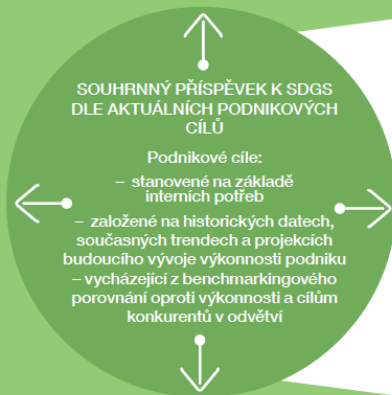 SOUHRNNÝ PŘÍSPĚVEK K SDGS
DLE AKTUÁLNÍCH PODNIKOVÝCH
CÍLŮ
Podnikové cíle:
– stanovené na základě
interních potřeb
– založené na historických datech,
současných trendech a projekcích
budoucího vývoje výkonnosti podniku
– vycházející z benchmarkingového
porovnání oproti výkonnosti a cílům
konkurentů v odvětví